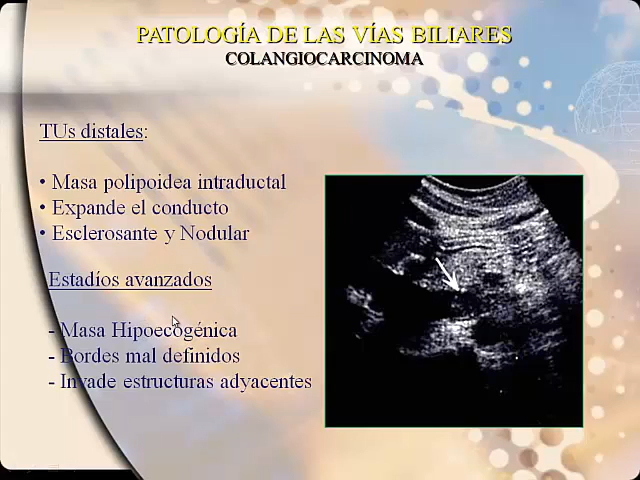 PATOLOGÍA DE LAS VÍAS BILIARES
COLANGIOCARCINOMA
TUs distales:
• Masa polipoidea intraductal
• Expande el conducto
• Esclerosante y Nodular
Estadíos avanzados
- Masa Hipoecogénica
- Bordes mal definidos
- Invade estructuras adyacentes